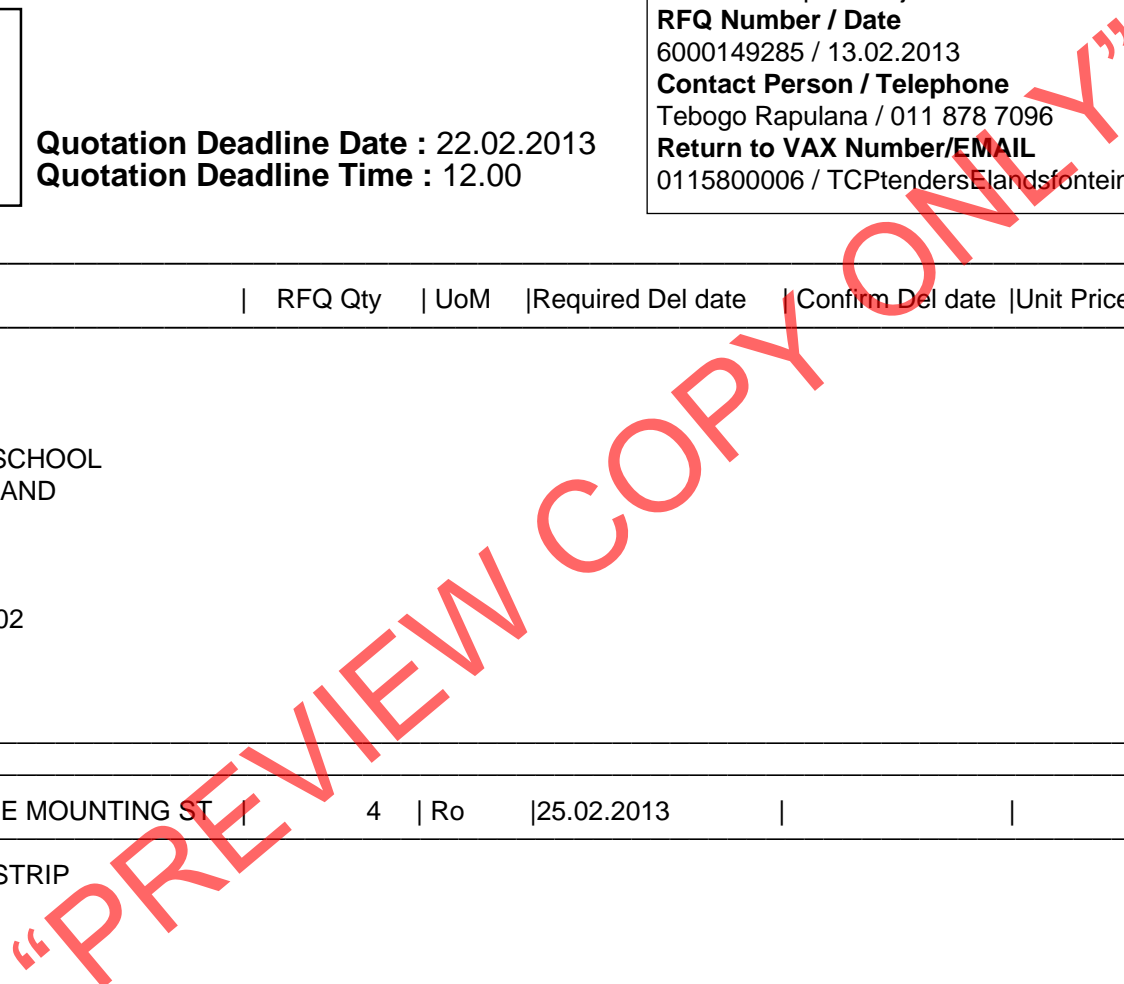 RFQ Number / Date
6000149285 / 13.02.2013
Contact Person / Telephone
Tebogo Rapulana / 011 878 7096
Return to VAX Number/EMAIL
0115800006 / TCPtendersElandsfontein
Quotation Deadline Date : 22.02.2013
Quotation Deadline Time : 12.00
| RFQ Qty | UoM |Required Del date | Confirm Del date |Unit Price
SCHOOL
AND
02
E MOUNTING ST | 4 | Ro |25.02.2013 | |
STRIP
“PREVIEW COPY ONLY”